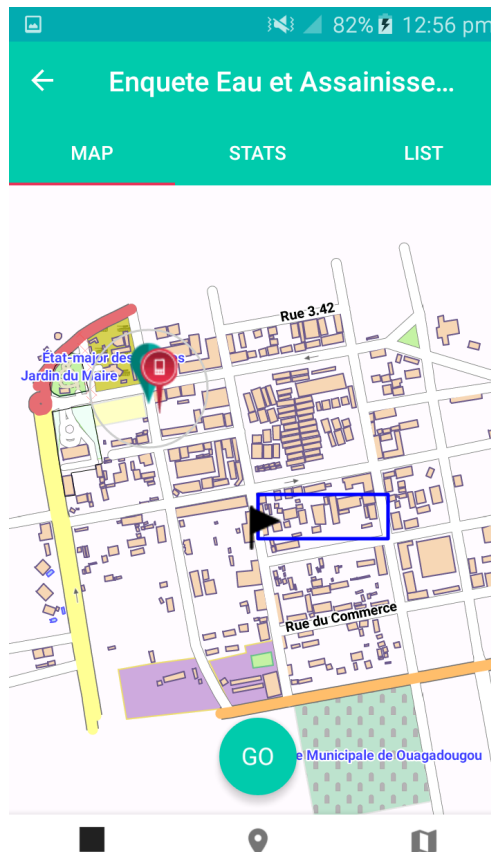 82% 12:56 pm
Enquete Eau et Assainisse...
MAP STATS LIST
Rue 3.42
État-major des
Jardin du Maire
Rue du Commerce
GO
Municipale de Ouagadougou